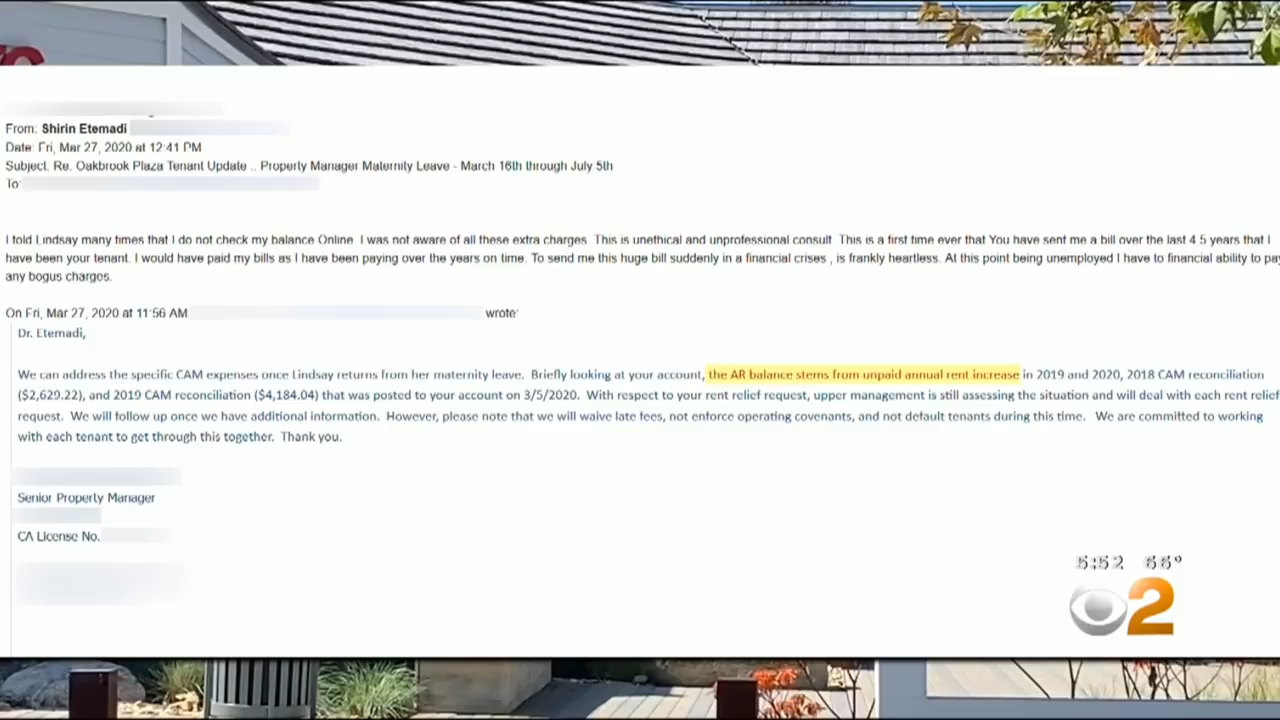 From: Shirin Etemadi
Date: Fri, Mar 27, 2020 at 12:41 PM
Subject: Re: Oakbrook Plaza Tenant Update .. Property Manager Maternity Leave - March 16th through July 5th
To:
I told Lindsay many times that I do not check my balance Online. I was not aware of all these extra charges. This is unethical and unprofessional consult. This is a first time ever that You have sent me a bill over the last 4.5 years that I
have been your tenant. I would have paid my bills as I have been paying over the years on time. To send me this huge bill suddenly in a financial crises , is frankly heartless. At this point being unemployed I have to financial ability to pay
any bogus charges.
On Fri, Mar 27, 2020 at 11:56 AM wrote:
Dr. Etemadi,
We can address the specific CAM expenses once Lindsay returns from her maternity leave. Briefly looking at your account, the AR balance stems from unpaid annual rent increase in 2019 and 2020, 2018 CAM reconciliation
($2,629.22), and 2019 CAM reconciliation ($4,184.04) that was posted to your account on 3/5/2020. With respect to your rent relief request, upper management is still assessing the situation and will deal with each rent relief
request. We will follow up once we have additional information. However, please note that we will waive late fees, not enforce operating covenants, and not default tenants during this time. We are committed to working
with each tenant to get through this together. Thank you.
Senior Property Manager
CA License No.
5:52 66°
2